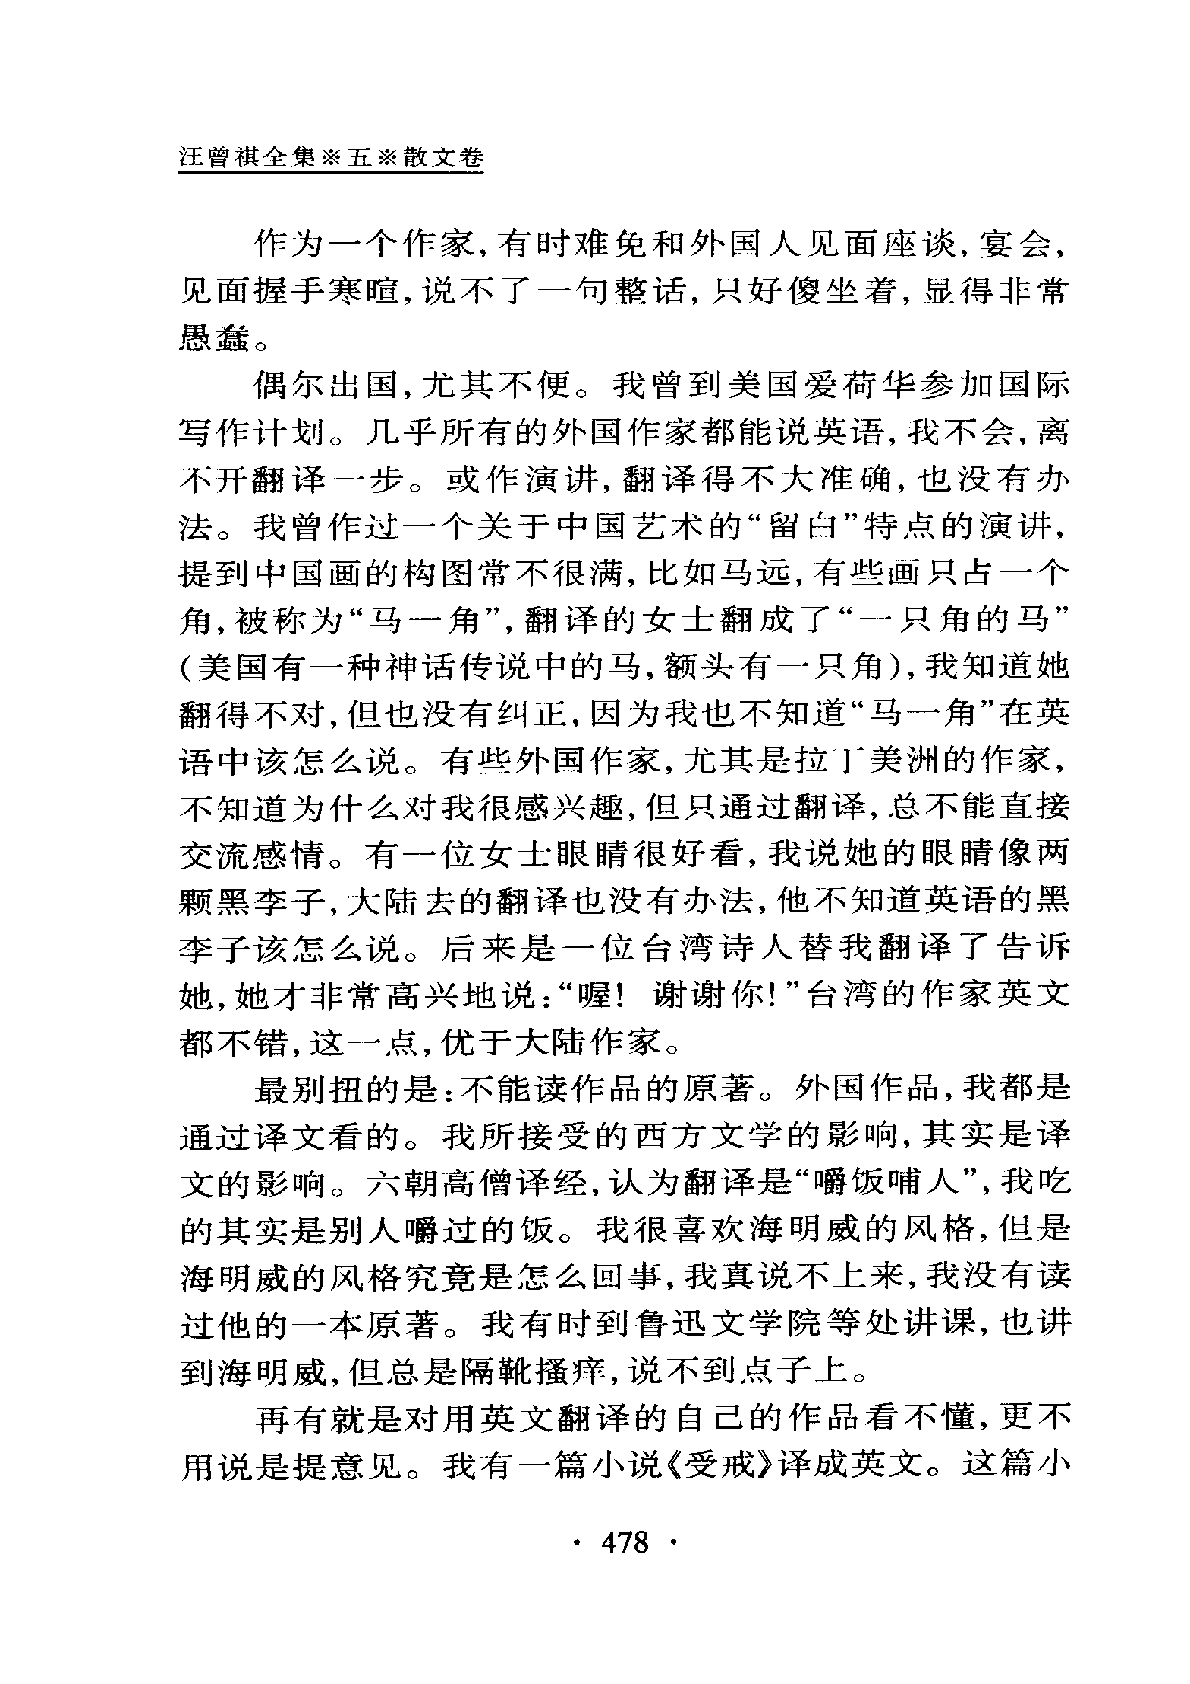 汪曾祺全集※五※散文卷
作为一个作家,有时难免和外国人见面座谈,宴会,
见面握手寒暄,说不了一句整话,只好傻坐着,显得非常
愚蠢。
偶尔出国,尤其不便。我曾到美国爱荷华参加国际
写作计划。几乎所有的外国作家都能说英语,我不会,离
不开翻译一步。或作演讲,翻译得不大准确,也没有办
法。我曾作过一个关于中国艺术的“留白”特点的演讲,
提到中国画的构图常不很满,比如马远,有些画只占一个
角,被称为“马一角”,翻译的女士翻成了“一只角的马”
(美国有一种神话传说中的马,额头有一只角),我知道她
翻得不对,但也没有纠正,因为我也不知道“马一角”在英
语中该怎么说。有些外国作家,尤其是拉丁美洲的作家,
不知道为什么对我很感兴趣,但只通过翻译,总不能直接
交流感情。有一位女士眼睛很好看,我说她的眼睛像两
颗黑李子,大陆去的翻译也没有办法,他不知道英语的黑
李子该怎么说。后来是一位台湾诗人替我翻译了告诉
她,她才非常高兴地说:“喔! 谢谢你!”台湾的作家英文
都不错,这一点,优于大陆作家。
最别扭的是:不能读作品的原著。外国作品,我都是
通过译文看的。我所接受的西方文学的影响,其实是译
文的影响。六朝高僧译经,认为翻译是“嚼饭哺人”,我吃
的其实是别人嚼过的饭。我很喜欢海明威的风格,但是
海明威的风格究竟是怎么回事,我真说不上来,我没有读
过他的一本原著。我有时到鲁迅文学院等处讲课,也讲
到海明威,但总是隔靴搔痒,说不到点子上。
再有就是对用英文翻译的自己的作品看不懂,更不
用说是提意见。我有一篇小说《受戒》译成英文。这篇小
· 478 ·